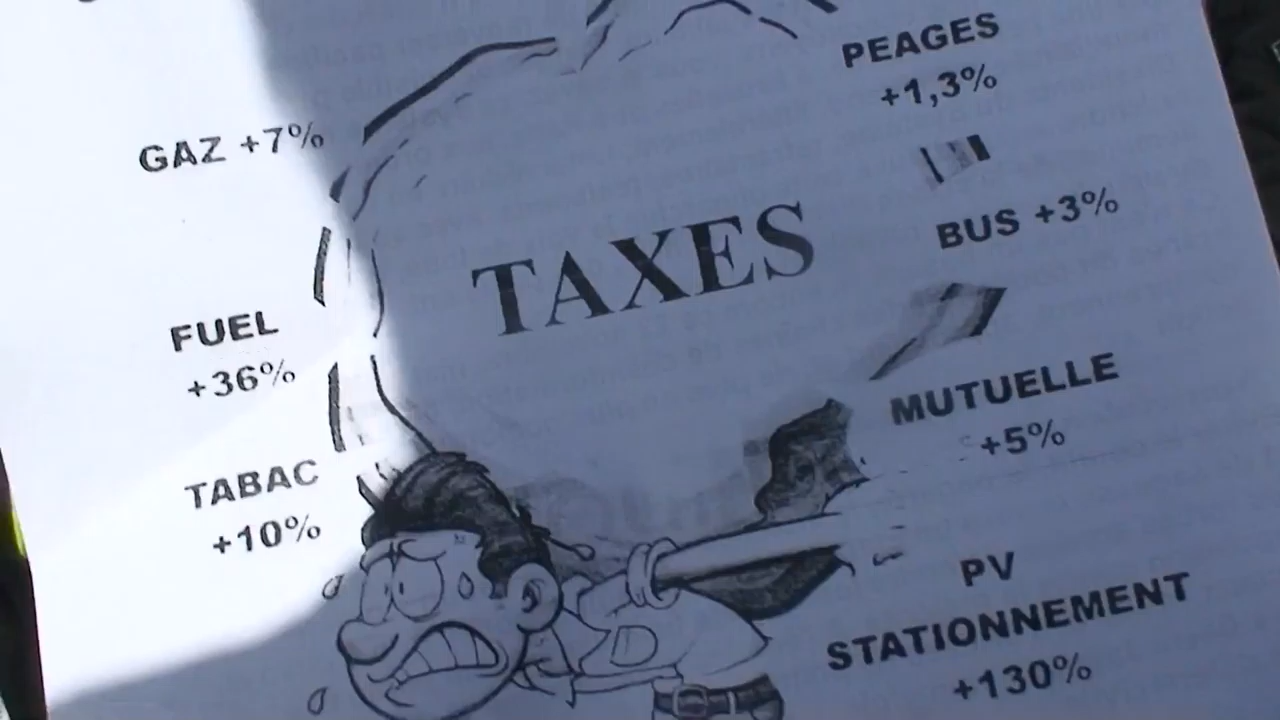 GAZ +7%
FUEL
+36%
TABAC
+10%
TAXES
PEAGES
+1,3%
BUS +3%
MUTUELLE
+5%
PV
STATIONNEMENT
+130%